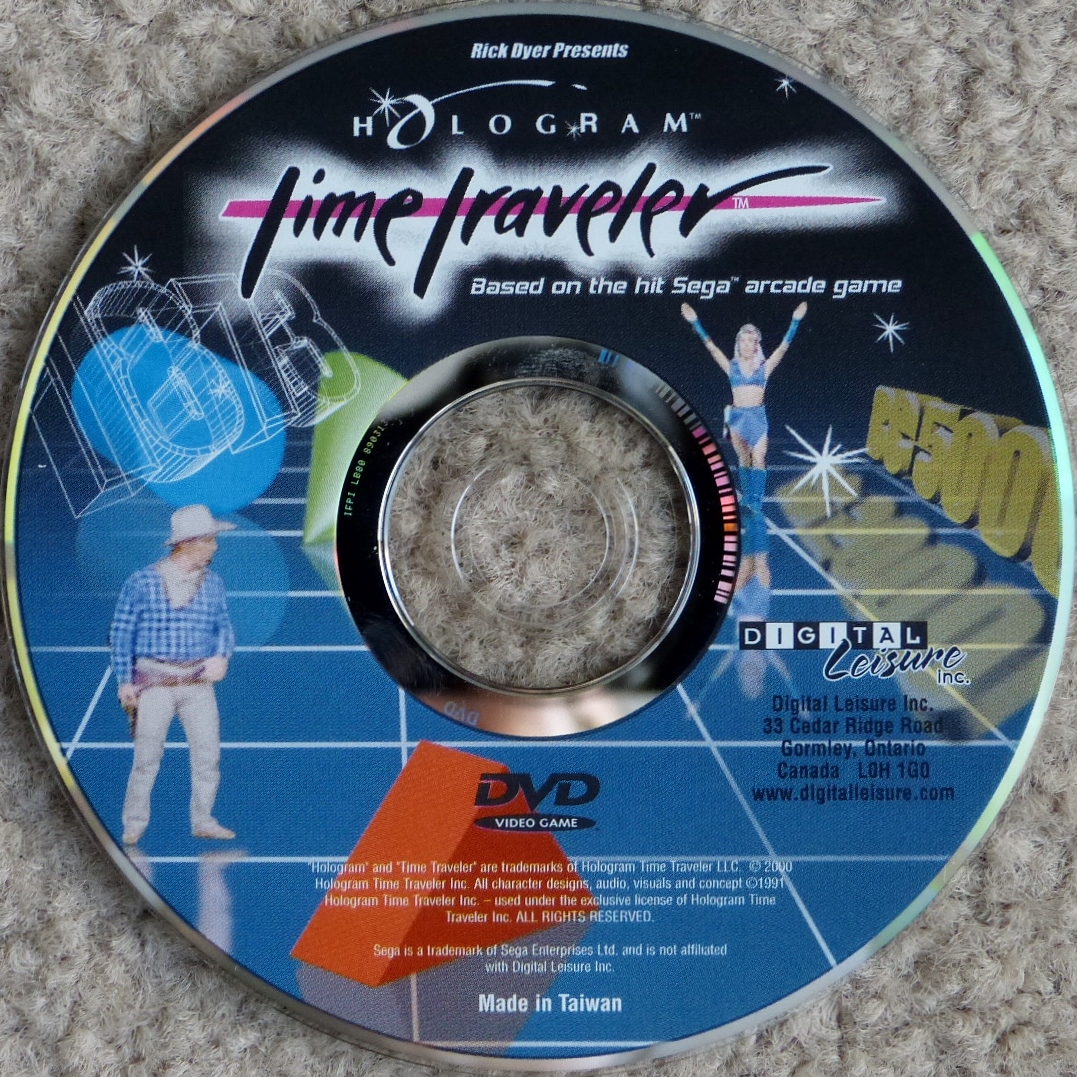 Rick Dyer Presents
HOLOGRAM™
Time Traveler™
Based on the hit Sega™ arcade game
1013
500
IFPI L880
DIGITAL
Leisure
inc.
Digital Leisure Inc.
33 Cedar Ridge Road
Gormley, Ontario
Canada L0H 1G0
www.digitalleisure.com
DVD
VIDEO GAME
"Hologram" and "Time Traveler" are trademarks of Hologram Time Traveler LLC. © 2000
Hologram Time Traveler Inc. All character designs, audio, visuals and concept ©1991
Hologram Time Traveler Inc. – used under the exclusive license of Hologram Time
Traveler Inc. ALL RIGHTS RESERVED.
Sega is a trademark of Sega Enterprises Ltd. and is not affiliated
with Digital Leisure Inc.
Made in Taiwan